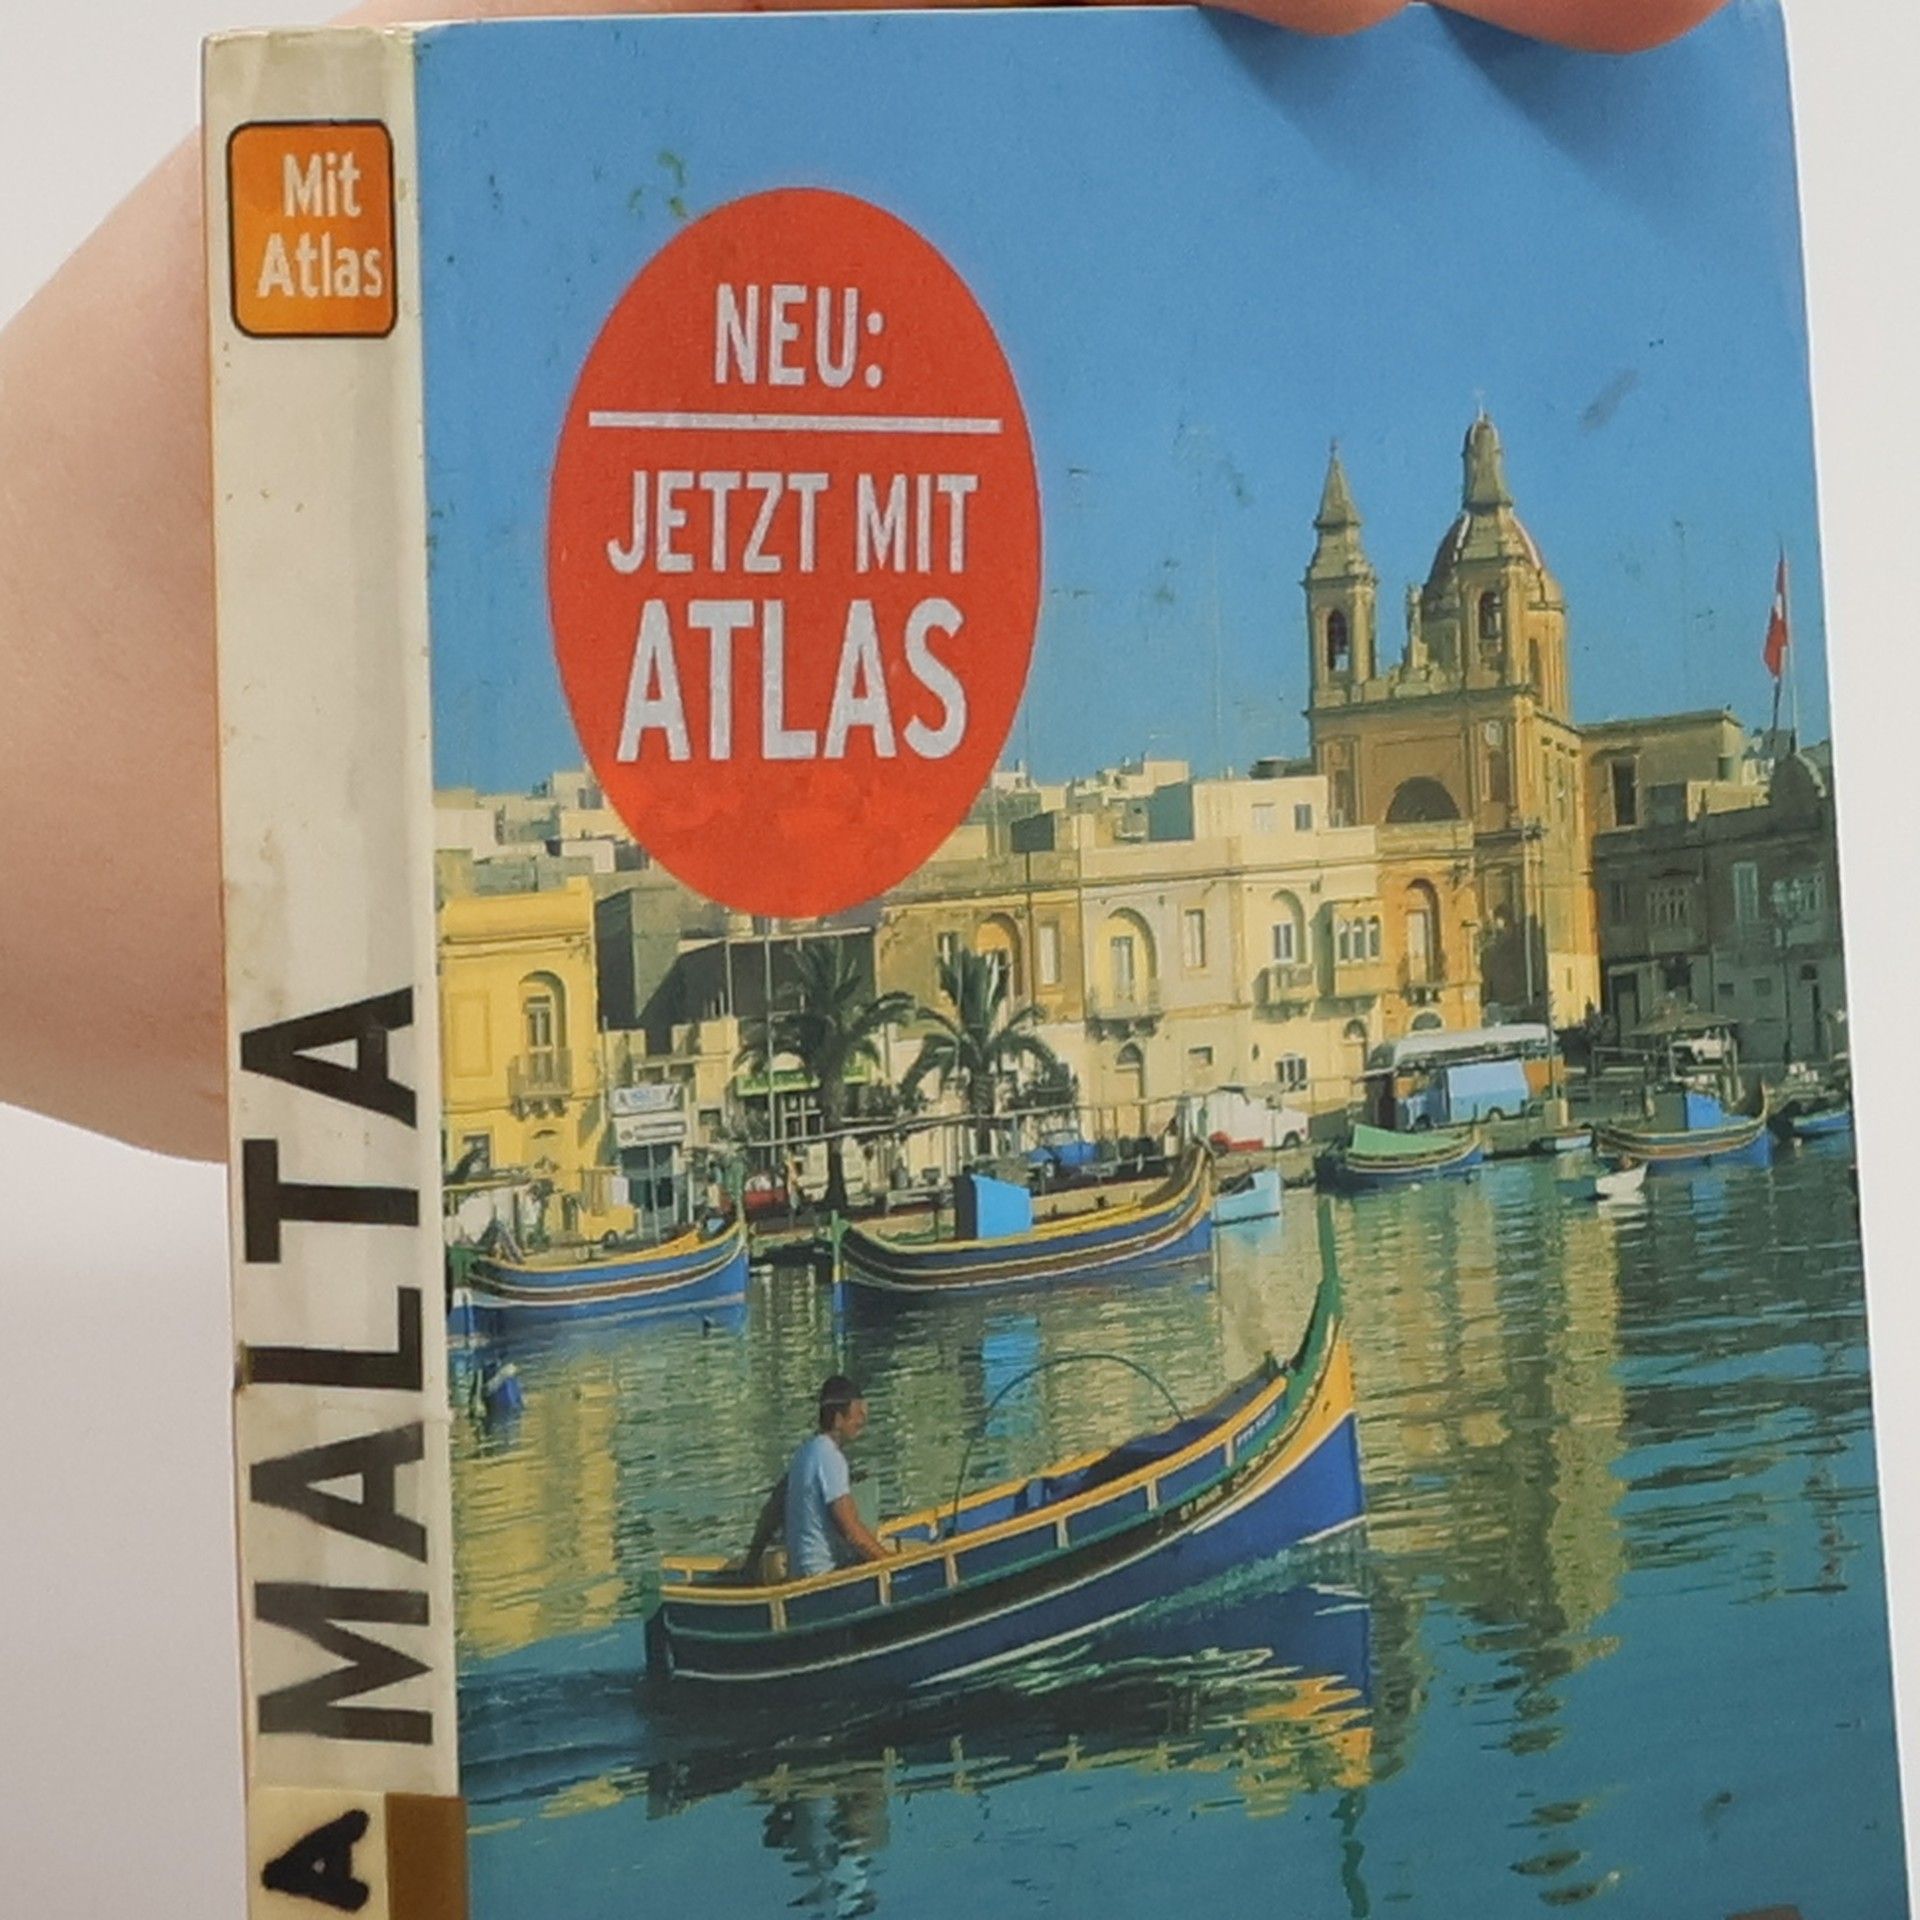 Mit
Atlas
NEU:
JETZT MIT
ATLAS
MALTA
A